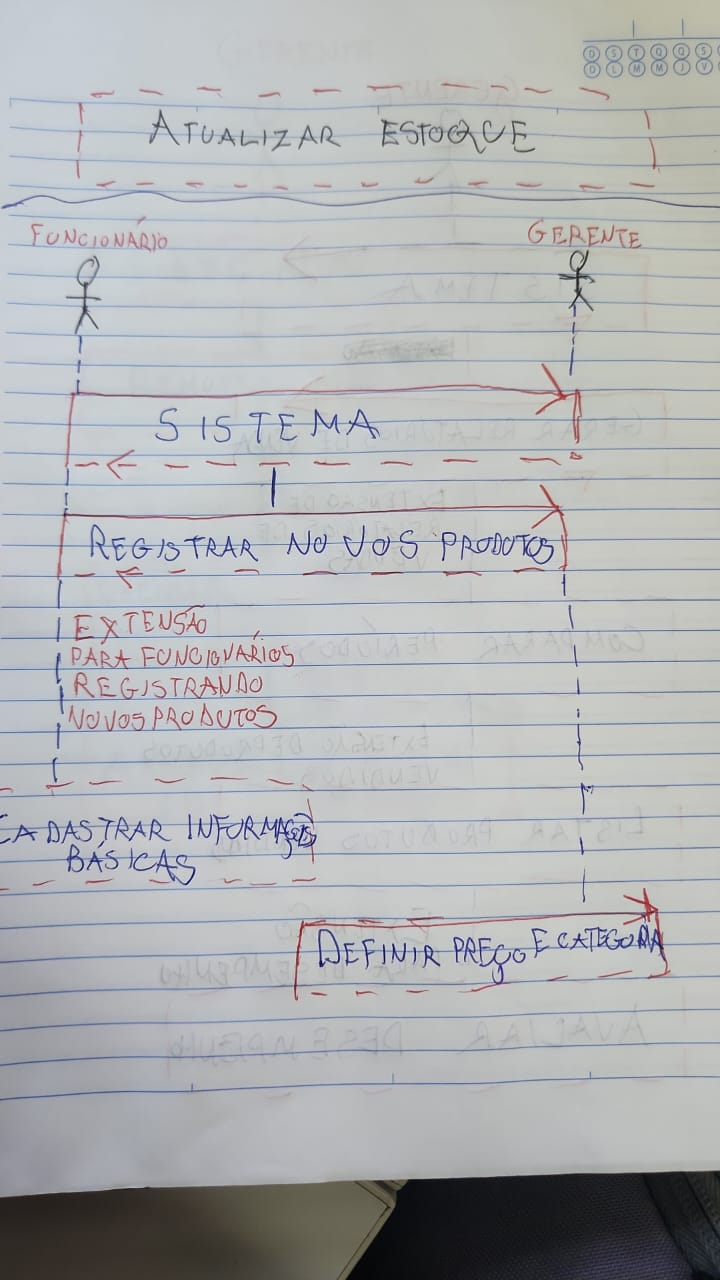 D S T Q Q S
D L M M J V
ATUALIZAR ESTOQUE
FUNCIONÁRIO
GERENTE
SISTEMA
REGISTRAR NOVOS PRODUTOS
EXTENSÃO
PARA FUNCIONÁRIOS
REGISTRANDO
NOVOS PRODUTOS
CADASTRAR INFORMAÇÕES
BÁSICAS
DEFINIR PREÇO E CATEGORIA